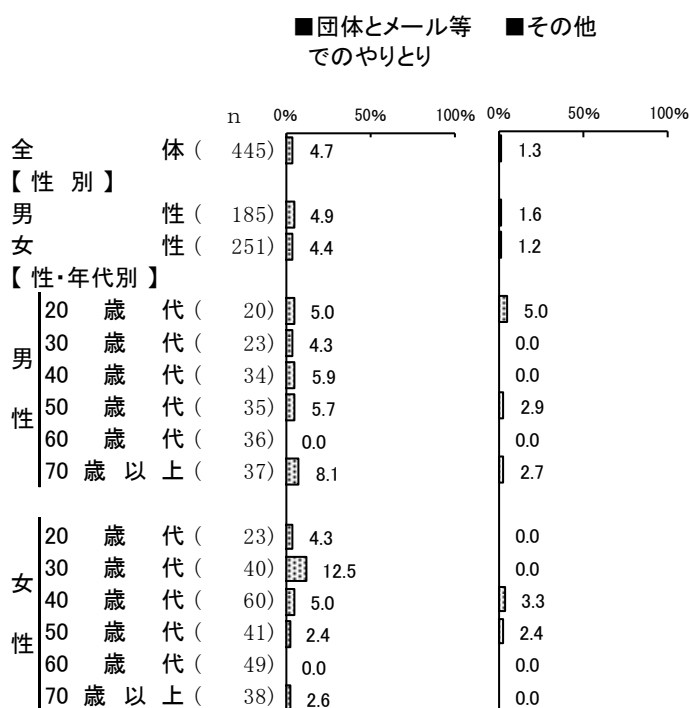 ■団体とメール等 ■その他
でのやりとり
n 0% 50% 100% 0% 50% 100%
全体 ( 445) 4.7 1.3
【 性 別 】
男性 ( 185) 4.9 1.6
女性 ( 251) 4.4 1.2
【 性・年代別 】
男性
20 歳 代 ( 20) 5.0 5.0
30 歳 代 ( 23) 4.3 0.0
40 歳 代 ( 34) 5.9 0.0
50 歳 代 ( 35) 5.7 2.9
60 歳 代 ( 36) 0.0 0.0
70 歳 以 上 ( 37) 8.1 2.7
女性
20 歳 代 ( 23) 4.3 0.0
30 歳 代 ( 40) 12.5 0.0
40 歳 代 ( 60) 5.0 3.3
50 歳 代 ( 41) 2.4 2.4
60 歳 代 ( 49) 0.0 0.0
70 歳 以 上 ( 38) 2.6 0.0